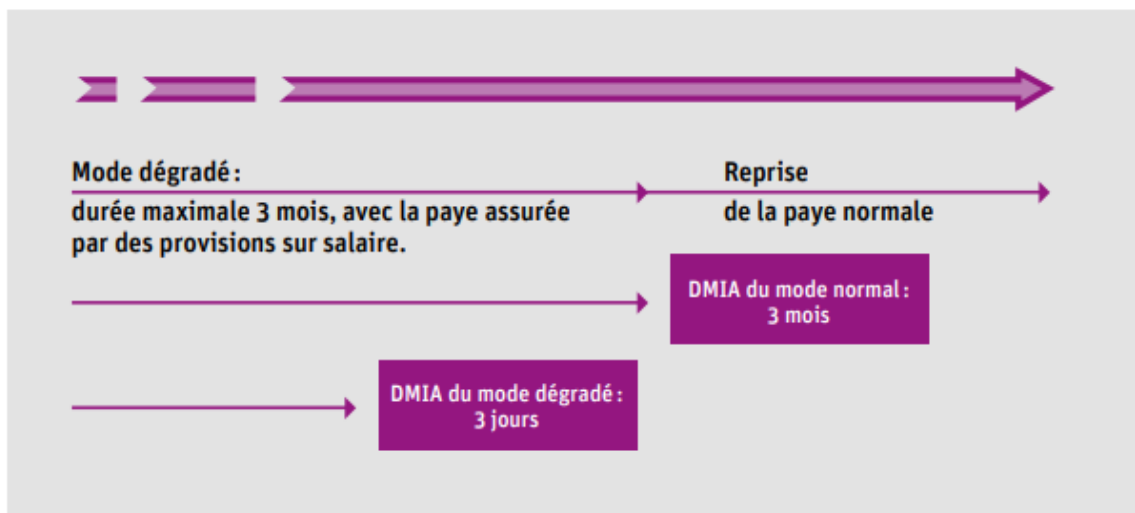 Mode dégradé :
Reprise
durée maximale 3 mois, avec la paye assurée
par des provisions sur salaire.
de la paye normale
DMIA du mode normal :
3 mois
DMIA du mode dégradé :
3 jours